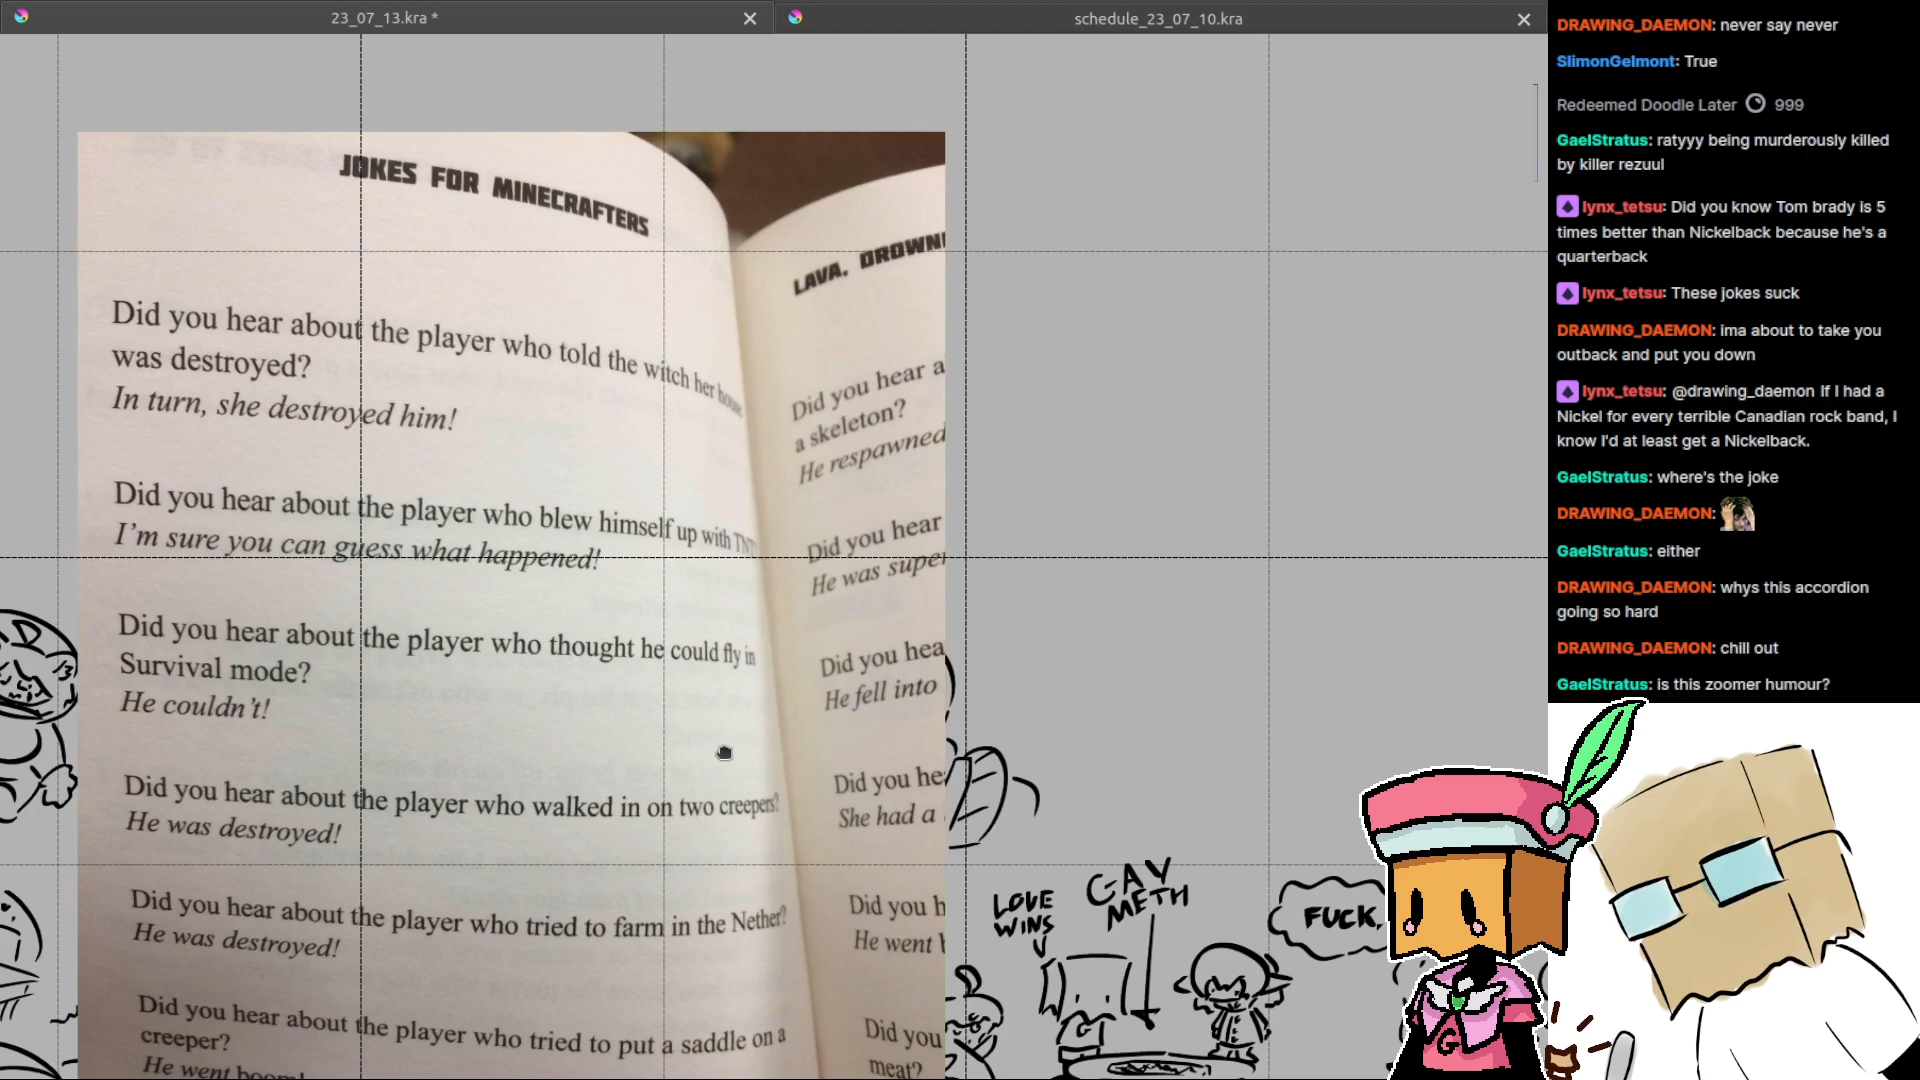 23_07_13.kra *
schedule_23_07_10.kra
JOKES FOR MINECRAFTERS
Did you hear about the player who told the witch her house
was destroyed?
In turn, she destroyed him!
Did you hear about the player who blew himself up with TNT
I'm sure you can guess what happened!
Did you hear about the player who thought he could fly in
Survival mode?
He couldn't!
Did you hear about the player who walked in on two creepers?
He was destroyed!
Did you hear about the player who tried to farm in the Nether?
He was destroyed!
Did you hear about the player who tried to put a saddle on a
creeper?
He went boom!
LAVA, DROWN
Did you hear a
a skeleton?
He respawned
Did you hear
He was super
Did you hea
He fell into
Did you he
She had a
Did you h
He went
Did you
meat?
LOVE
WINS
GAY
METH
FUCK.
G
DRAWING_DAEMON: never say never
SlimonGelmont: True
Redeemed Doodle Later 999
GaelStratus: ratyyy being murderously killed
by killer rezuul
lynx_tetsu: Did you know Tom brady is 5
times better than Nickelback because he's a
quarterback
lynx_tetsu: These jokes suck
DRAWING_DAEMON: ima about to take you
outback and put you down
lynx_tetsu: @drawing_daemon If I had a
Nickel for every terrible Canadian rock band, I
know I'd at least get a Nickelback.
GaelStratus: where's the joke
DRAWING_DAEMON:
GaelStratus: either
DRAWING_DAEMON: whys this accordion
going so hard
DRAWING_DAEMON: chill out
GaelStratus: is this zoomer humour?